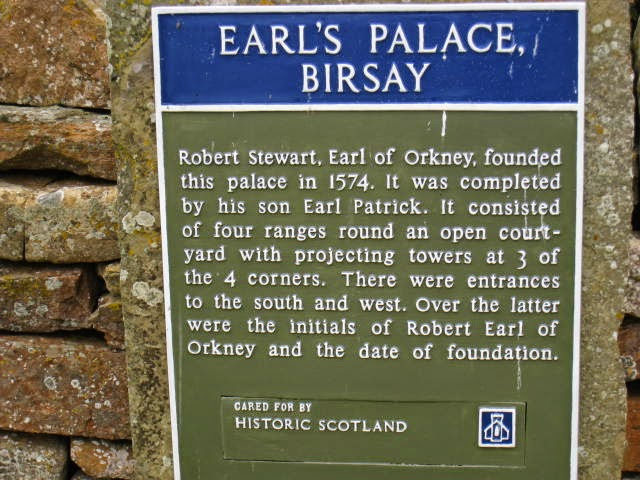 EARL'S PALACE,
BIRSAY
Robert Stewart, Earl of Orkney, founded
this palace in 1574. It was completed
by his son Earl Patrick. It consisted
of four ranges round an open court-
yard with projecting towers at 3 of
the 4 corners. There were entrances
to the south and west. Over the latter
were the initials of Robert Earl of
Orkney and the date of foundation.
CARED FOR BY
HISTORIC SCOTLAND